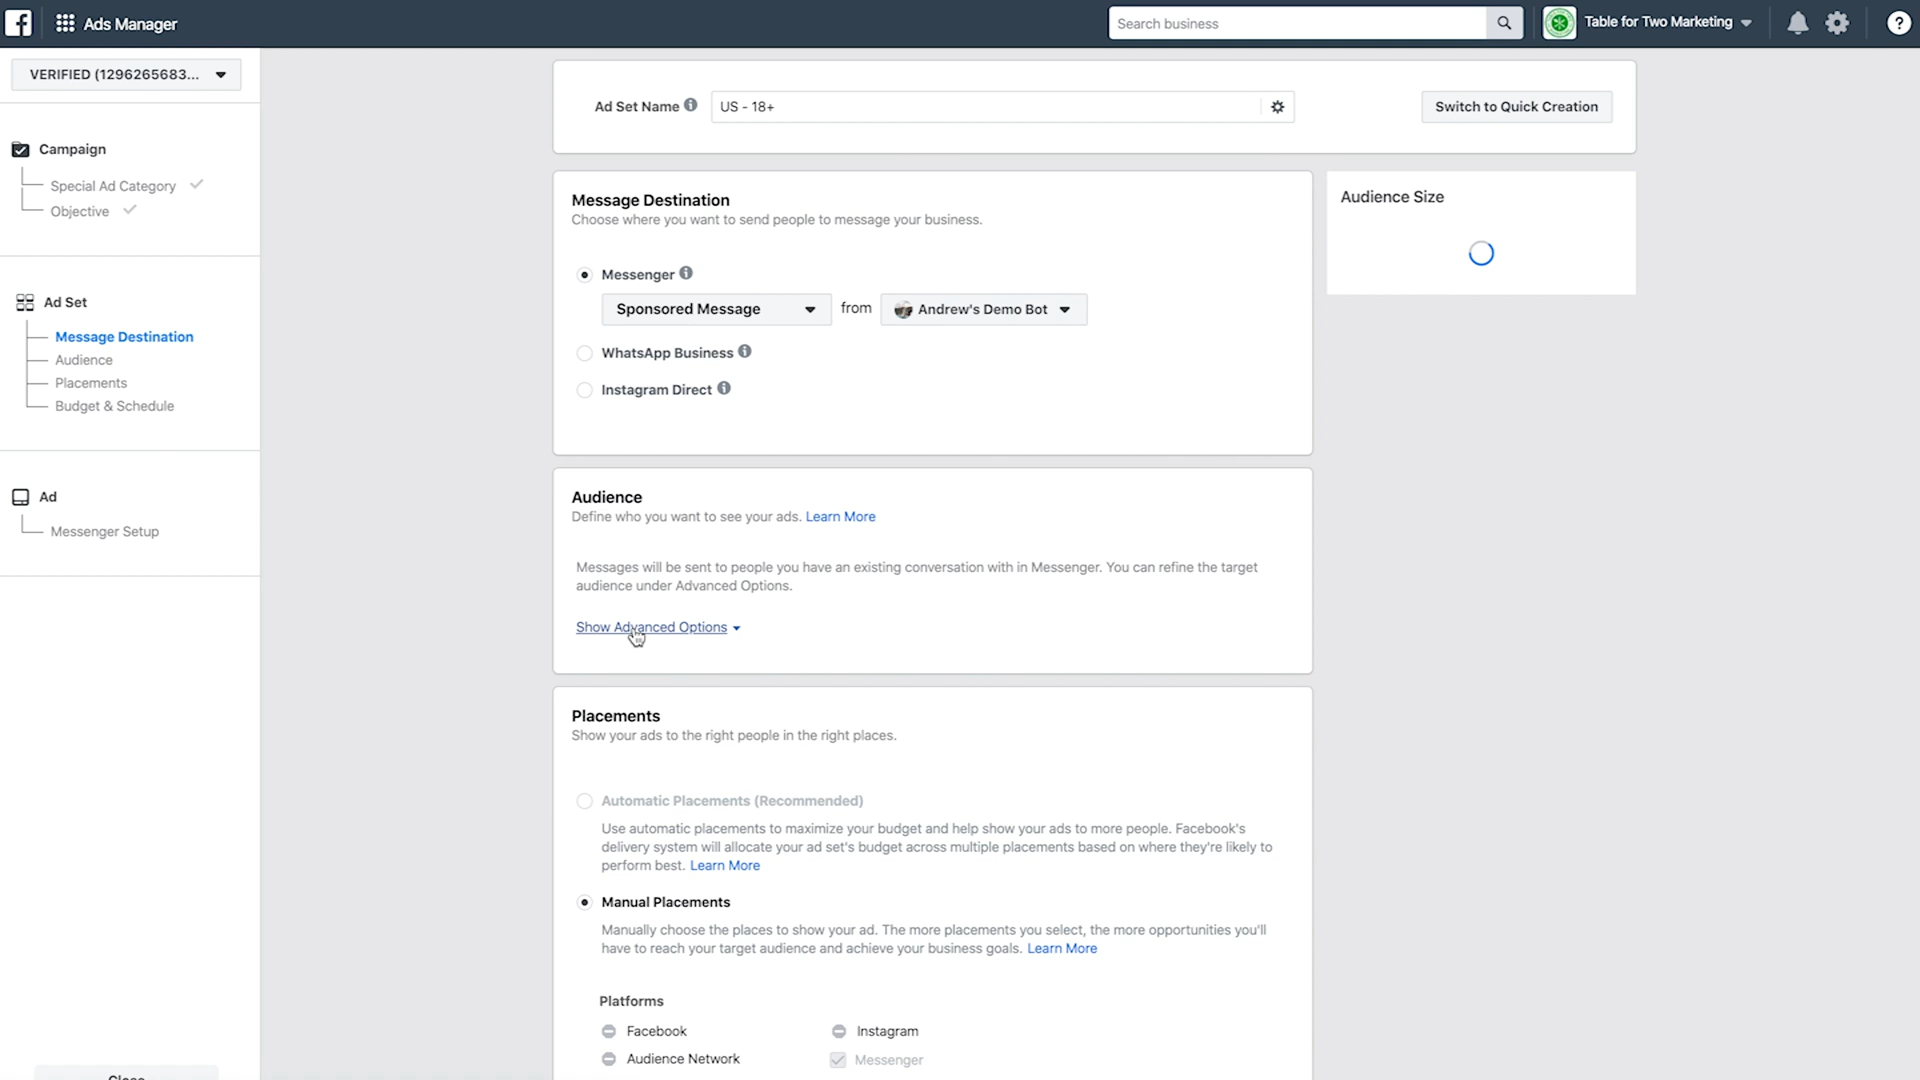 Ads Manager
Search business
Table for Two Marketing
VERIFIED (1296265683...
Campaign
Special Ad Category
Objective
Ad Set
Message Destination
Audience
Placements
Budget & Schedule
Ad
Messenger Setup
Close
Ad Set Name
US - 18+
Switch to Quick Creation
Message Destination
Choose where you want to send people to message your business.
Messenger
Sponsored Message from Andrew's Demo Bot
WhatsApp Business
Instagram Direct
Audience Size
Audience
Define who you want to see your ads. Learn More
Messages will be sent to people you have an existing conversation with in Messenger. You can refine the target
audience under Advanced Options.
Show Advanced Options
Placements
Show your ads to the right people in the right places.
Automatic Placements (Recommended)
Use automatic placements to maximize your budget and help show your ads to more people. Facebook's
delivery system will allocate your ad set's budget across multiple placements based on where they're likely to
perform best. Learn More
Manual Placements
Manually choose the places to show your ad. The more placements you select, the more opportunities you'll
have to reach your target audience and achieve your business goals. Learn More
Platforms
Facebook
Instagram
Audience Network
Messenger